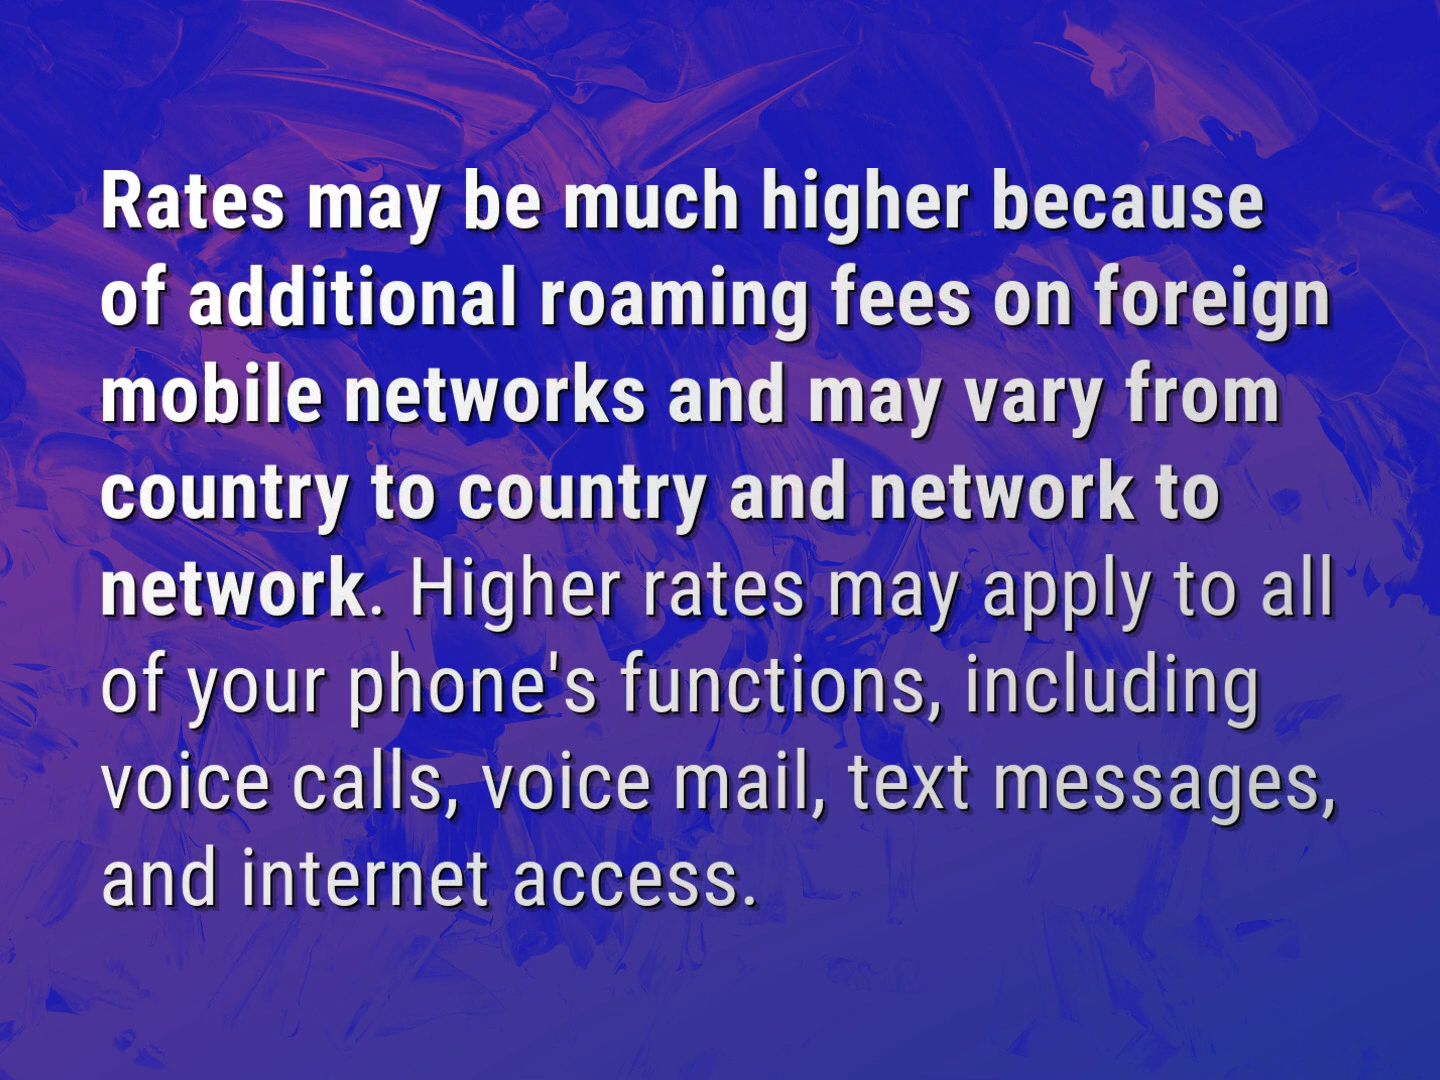 Rates may be much higher because
of additional roaming fees on foreign
mobile networks and may vary from
country to country and network to
network. Higher rates may apply to all
of your phone's functions, including
voice calls, voice mail, text messages,
and internet access.